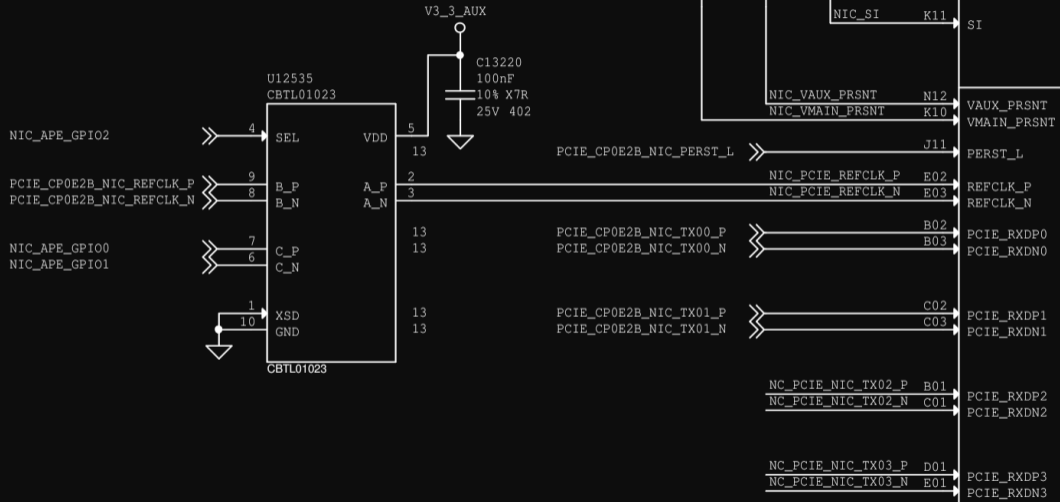 V3_3_AUX
NIC_SI K11 SI
C13220
100nF
10% X7R
25V 402
U12535
CBTL01023
NIC_VAUX_PRSNT N12 VAUX_PRSNT
NIC_VMAIN_PRSNT K10 VMAIN_PRSNT
NIC_APE_GPIO2 4 SEL VDD 5
13 PCIE_CP0E2B_NIC_PERST_L J11 PERST_L
PCIE_CP0E2B_NIC_REFCLK_P 9 B_P A_P 2 NIC_PCIE_REFCLK_P E02 REFCLK_P
PCIE_CP0E2B_NIC_REFCLK_N 8 B_N A_N 3 NIC_PCIE_REFCLK_N E03 REFCLK_N
13 PCIE_CP0E2B_NIC_TX00_P B02 PCIE_RXDP0
NIC_APE_GPIO0 7 C_P 13 PCIE_CP0E2B_NIC_TX00_N B03 PCIE_RXDN0
NIC_APE_GPIO1 6 C_N
1 XSD 13 PCIE_CP0E2B_NIC_TX01_P C02 PCIE_RXDP1
10 GND 13 PCIE_CP0E2B_NIC_TX01_N C03 PCIE_RXDN1
CBTL01023
NC_PCIE_NIC_TX02_P B01 PCIE_RXDP2
NC_PCIE_NIC_TX02_N C01 PCIE_RXDN2
NC_PCIE_NIC_TX03_P D01 PCIE_RXDP3
NC_PCIE_NIC_TX03_N E01 PCIE_RXDN3